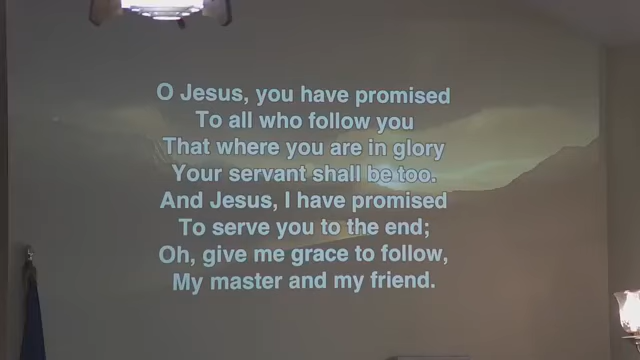 O Jesus, you have promised
To all who follow you
That where you are in glory
Your servant shall be too.
And Jesus, I have promised
To serve you to the end;
Oh, give me grace to follow,
My master and my friend.